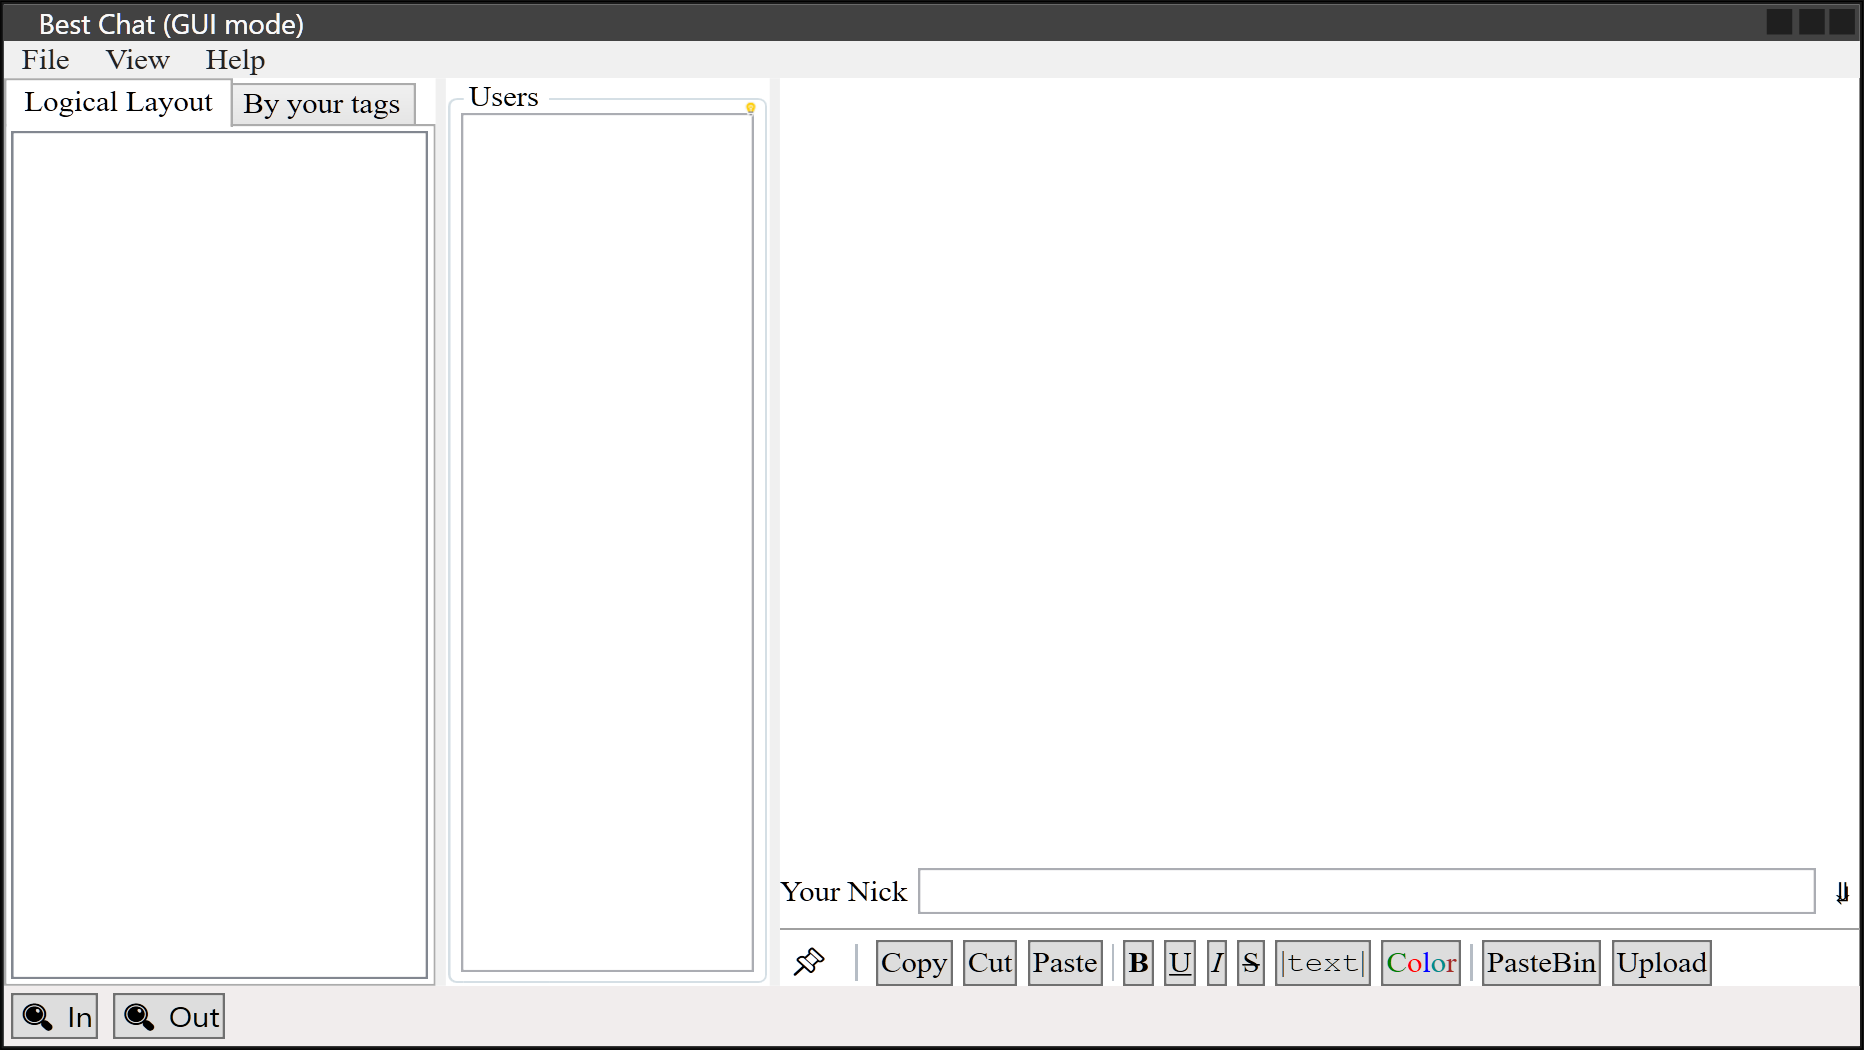 Best Chat (GUI mode)
File View Help
Logical Layout By your tags
Users
Your Nick
Copy Cut Paste B U I S |text| Color PasteBin Upload
In Out